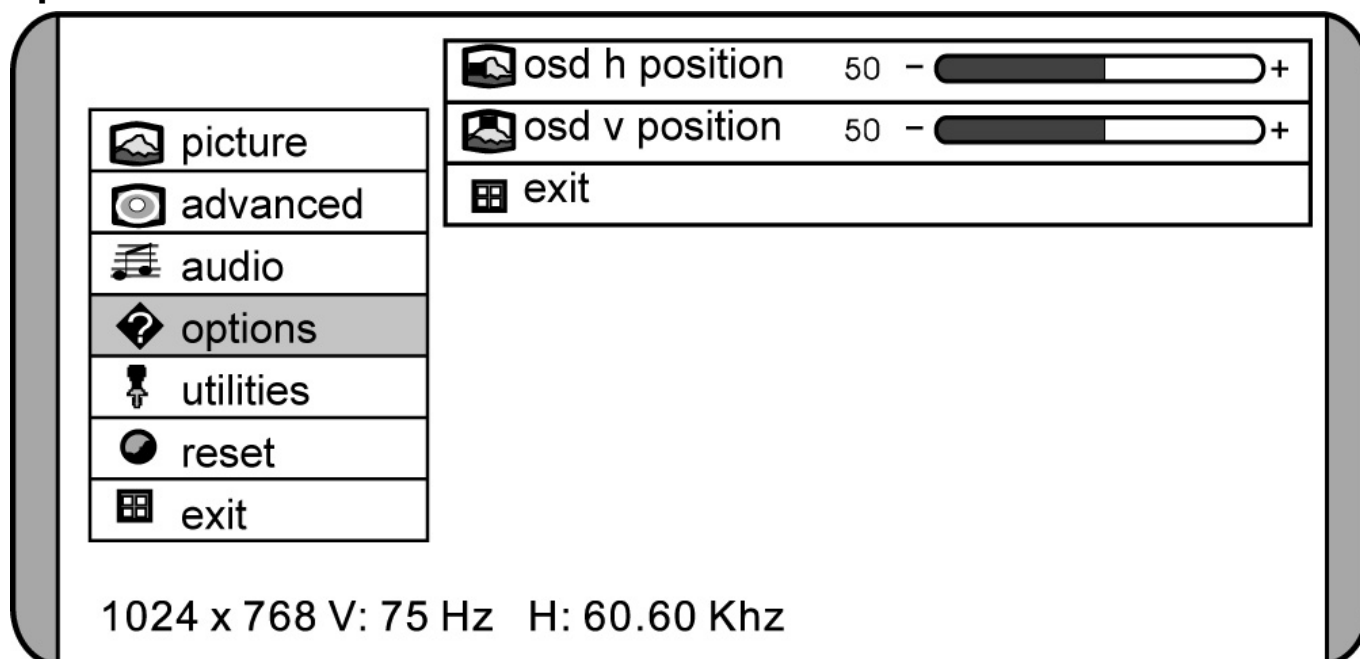 osd h position 50 - +
osd v position 50 - +
exit
picture
advanced
audio
options
utilities
reset
exit
1024 x 768 V: 75 Hz H: 60.60 Khz